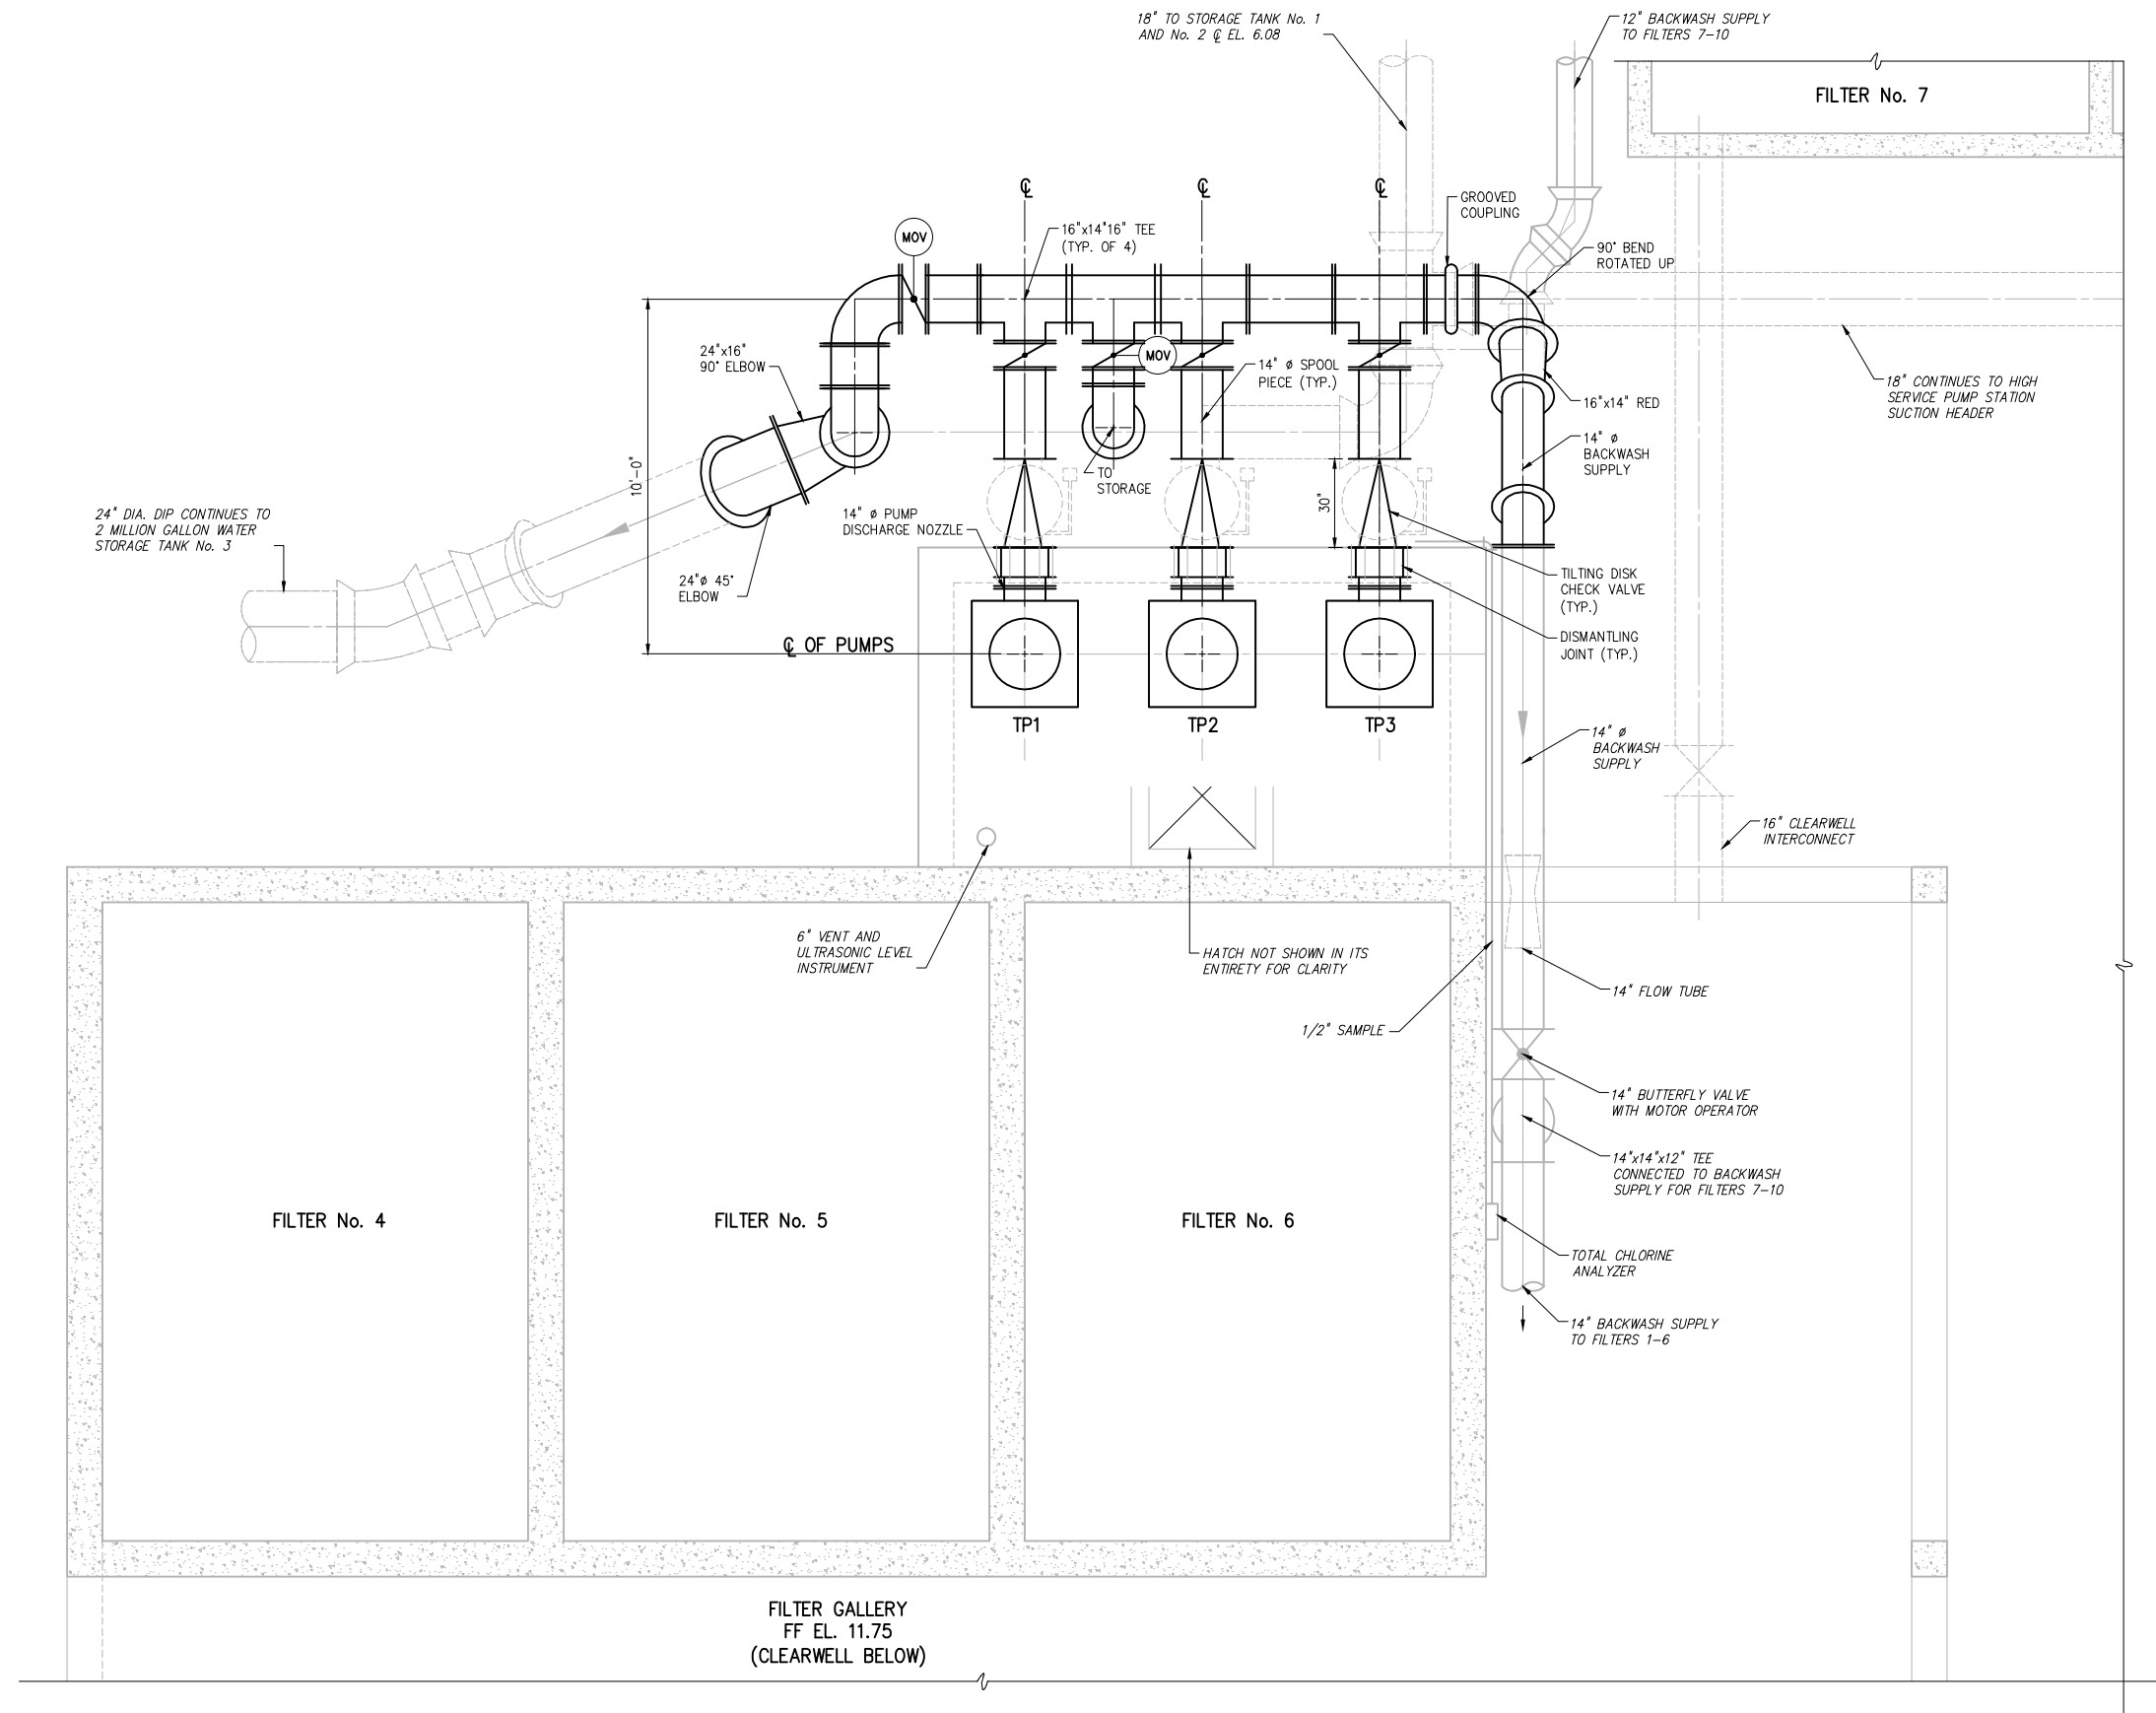 18" TO STORAGE TANK No. 1
AND No. 2 ℄ EL. 6.08
12" BACKWASH SUPPLY
TO FILTERS 7-10
FILTER No. 7
℄
℄
℄
GROOVED
COUPLING
MOV
16"x14"16" TEE
(TYP. OF 4)
90° BEND
ROTATED UP
24"x16"
90° ELBOW
MOV
14" ø SPOOL
PIECE (TYP.)
18" CONTINUES TO HIGH
SERVICE PUMP STATION
SUCTION HEADER
16"x14" RED
14" ø
BACKWASH
SUPPLY
10'-0"
TO
STORAGE
30"
24" DIA. DIP CONTINUES TO
2 MILLION GALLON WATER
STORAGE TANK No. 3
14" ø PUMP
DISCHARGE NOZZLE
24"ø 45°
ELBOW
TILTING DISK
CHECK VALVE
(TYP.)
℄ OF PUMPS
DISMANTLING
JOINT (TYP.)
TP1
TP2
TP3
14" ø
BACKWASH
SUPPLY
16" CLEARWELL
INTERCONNECT
6" VENT AND
ULTRASONIC LEVEL
INSTRUMENT
HATCH NOT SHOWN IN ITS
ENTIRETY FOR CLARITY
14" FLOW TUBE
1/2" SAMPLE
14" BUTTERFLY VALVE
WITH MOTOR OPERATOR
14"x14"x12" TEE
CONNECTED TO BACKWASH
SUPPLY FOR FILTERS 7-10
FILTER No. 4
FILTER No. 5
FILTER No. 6
TOTAL CHLORINE
ANALYZER
14" BACKWASH SUPPLY
TO FILTERS 1-6
FILTER GALLERY
FF EL. 11.75
(CLEARWELL BELOW)